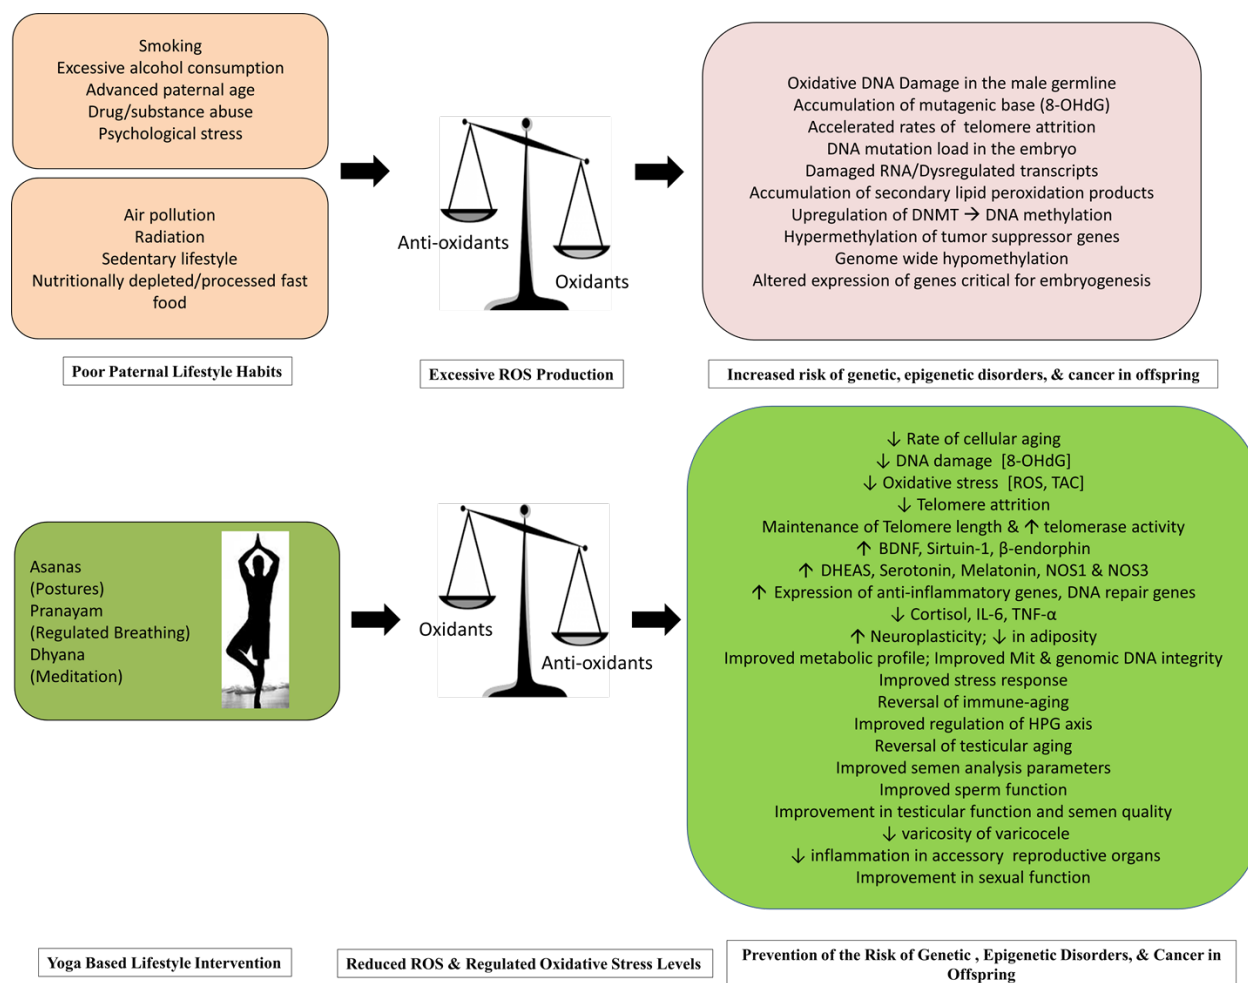 Smoking
Excessive alcohol consumption
Advanced paternal age
Drug/substance abuse
Psychological stress
Air pollution
Radiation
Sedentary lifestyle
Nutritionally depleted/processed fast
food
Poor Paternal Lifestyle Habits
Anti-oxidants
Oxidants
Excessive ROS Production
Oxidative DNA Damage in the male germline
Accumulation of mutagenic base (8-OHdG)
Accelerated rates of telomere attrition
DNA mutation load in the embryo
Damaged RNA/Dysregulated transcripts
Accumulation of secondary lipid peroxidation products
Upregulation of DNMT → DNA methylation
Hypermethylation of tumor suppressor genes
Genome wide hypomethylation
Altered expression of genes critical for embryogenesis
Increased risk of genetic, epigenetic disorders, & cancer in offspring
Asanas
(Postures)
Pranayam
(Regulated Breathing)
Dhyana
(Meditation)
Yoga Based Lifestyle Intervention
Oxidants
Anti-oxidants
Reduced ROS & Regulated Oxidative Stress Levels
↓ Rate of cellular aging
↓ DNA damage [8-OHdG]
↓ Oxidative stress [ROS, TAC]
↓ Telomere attrition
Maintenance of Telomere length & ↑ telomerase activity
↑ BDNF, Sirtuin-1, β-endorphin
↑ DHEAS, Serotonin, Melatonin, NOS1 & NOS3
↑ Expression of anti-inflammatory genes, DNA repair genes
↓ Cortisol, IL-6, TNF-α
↑ Neuroplasticity; ↓ in adiposity
Improved metabolic profile; Improved Mit & genomic DNA integrity
Improved stress response
Reversal of immune-aging
Improved regulation of HPG axis
Reversal of testicular aging
Improved semen analysis parameters
Improved sperm function
Improvement in testicular function and semen quality
↓ varicosity of varicocele
↓ inflammation in accessory reproductive organs
Improvement in sexual function
Prevention of the Risk of Genetic , Epigenetic Disorders, & Cancer in
Offspring